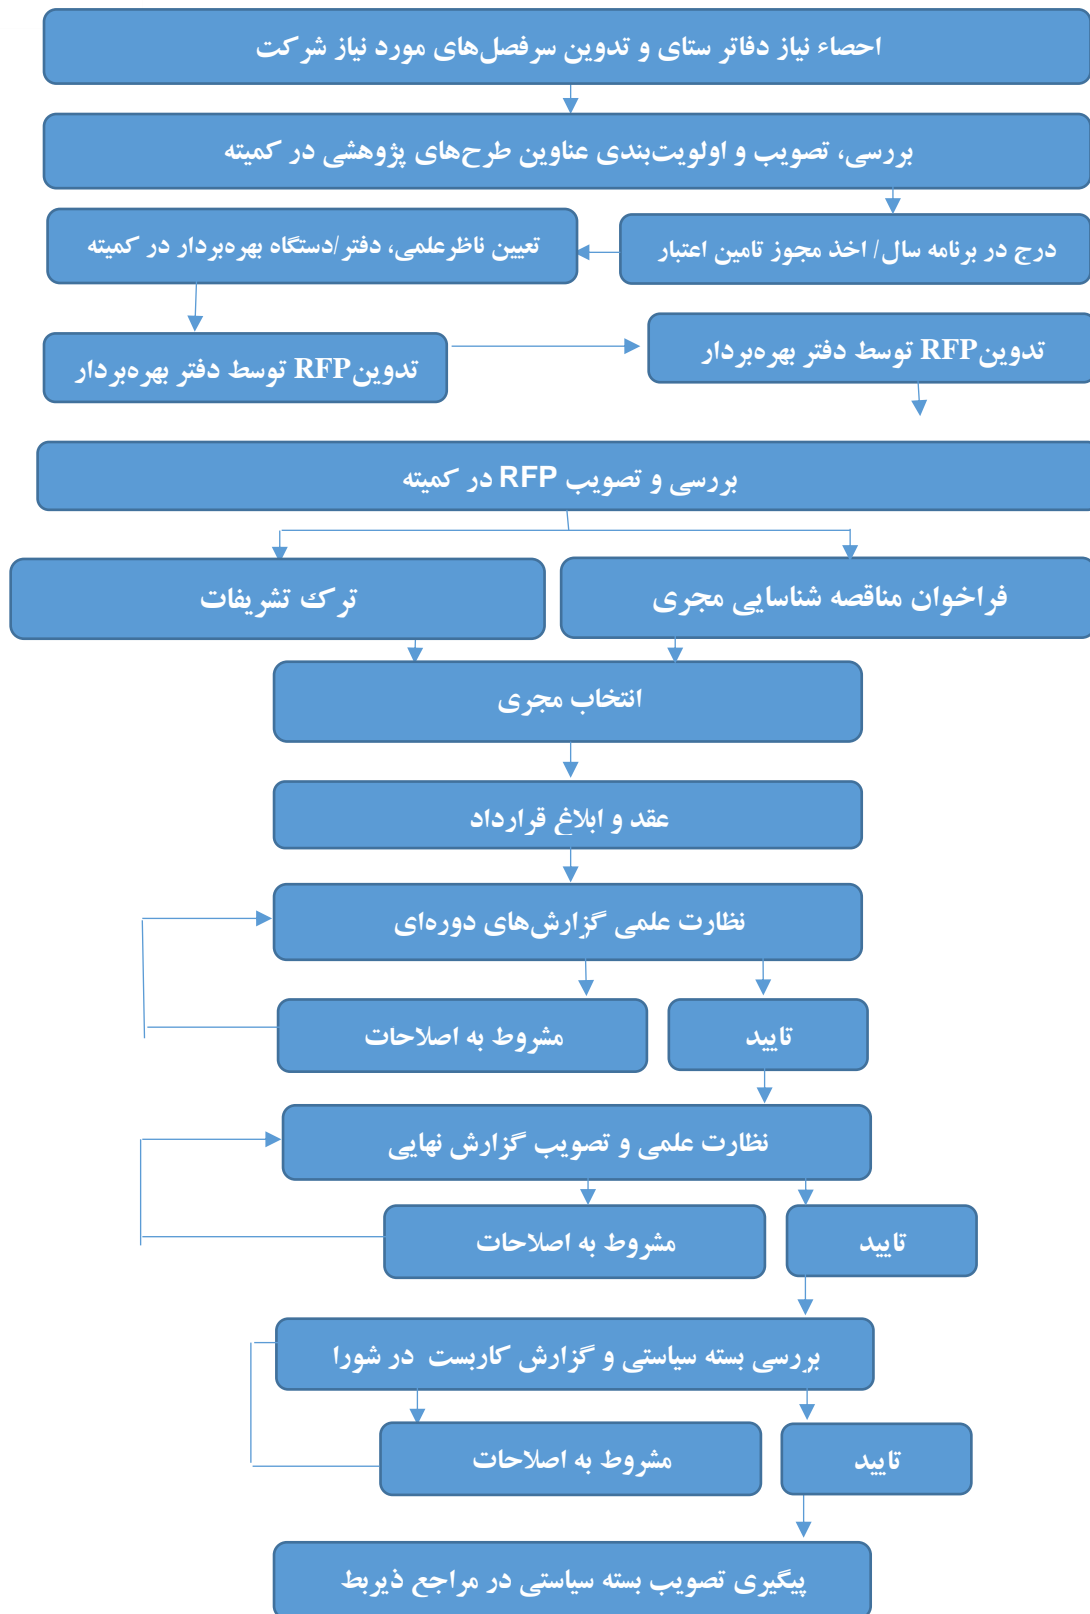 احصاء نیاز دفاتر ستای و تدوین سرفصل‌های مورد نیاز شرکت
بررسی، تصویب و اولویت‌بندی عناوین طرح‌های پژوهشی در کمیته
درج در برنامه سال/ اخذ مجوز تامین اعتبار
تعیین ناظرعلمی، دفتر/دستگاه بهره‌بردار در کمیته
تدوین‌RFP توسط دفتر بهره‌بردار
تدوین‌RFP توسط دفتر بهره‌بردار
بررسی و تصویب RFP در کمیته
فراخوان مناقصه شناسایی مجری
ترک تشریفات
انتخاب مجری
عقد و ابلاغ قرارداد
نظارت علمی گزارش‌های دوره‌ای
تایید
مشروط به اصلاحات
نظارت علمی و تصویب گزارش نهایی
تایید
مشروط به اصلاحات
بررسی بسته سیاستی و گزارش کاربست در شورا
تایید
مشروط به اصلاحات
پیگیری تصویب بسته سیاستی در مراجع ذیربط